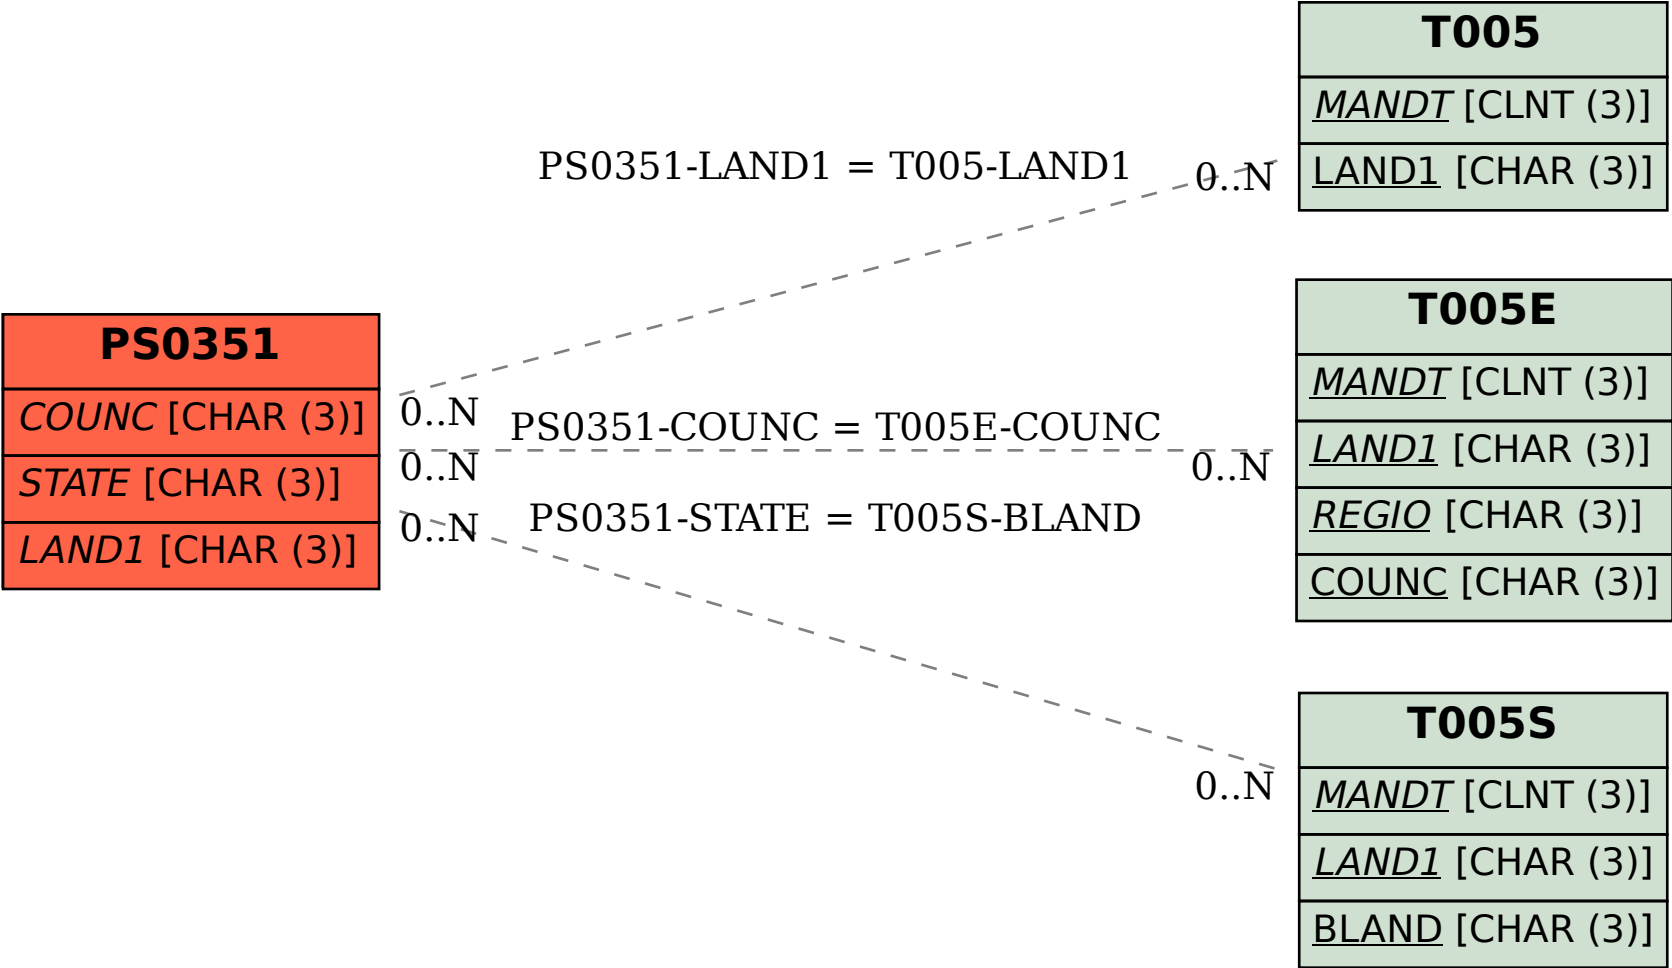 T005
MANDT [CLNT (3)]
LAND1 [CHAR (3)]
PS0351-LAND1 = T005-LAND1
0..N
T005E
MANDT [CLNT (3)]
LAND1 [CHAR (3)]
REGIO [CHAR (3)]
COUNC [CHAR (3)]
PS0351
COUNC [CHAR (3)]
STATE [CHAR (3)]
LAND1 [CHAR (3)]
0..N
PS0351-COUNC = T005E-COUNC
0..N
0..N
0..N
PS0351-STATE = T005S-BLAND
0..N
T005S
MANDT [CLNT (3)]
LAND1 [CHAR (3)]
BLAND [CHAR (3)]